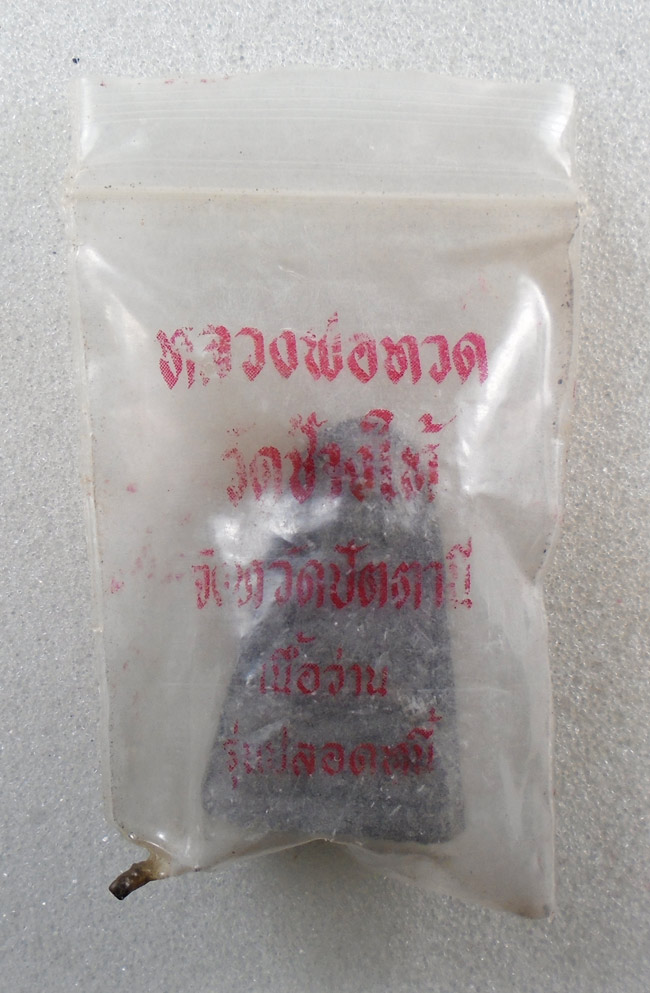 หลวงพ่อทวด
วัดช้างให้
จังหวัดปัตตานี
เนื้อว่าน
รุ่นปลอดหนี้